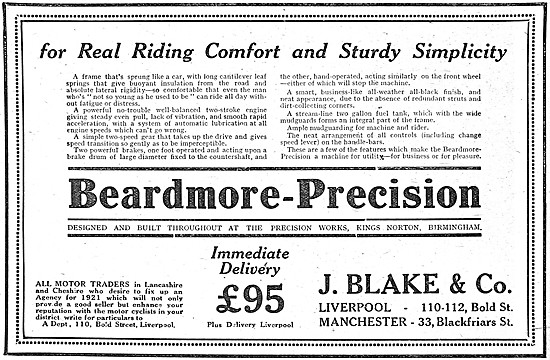 for Real Riding Comfort and Sturdy Simplicity
A frame that's sprung like a car, with long cantilever leaf
springs that give buoyant insulation from the road and
absolute lateral rigidity—so comfortable that even the man
who's "not so young as he used to be" can ride all day with-
out fatigue or distress.
A powerful no-trouble well-balanced two-stroke engine
giving steady even pull, lack of vibration, and smooth rapid
acceleration, with a system of automatic lubrication at all
engine speeds which can't go wrong.
A simple two-speed gear that takes up the drive and gives
speed transition so gently as to be imperceptible.
Two powerful brakes, one foot operated and acting upon a
brake drum of large diameter fixed to the countershaft, and
the other, hand-operated, acting similarly on the front wheel
—either of which will stop the machine.
A smart, business-like all-weather all-black finish, and
neat appearance, due to the absence of redundant struts and
dirt-collecting corners.
A stream-line two gallon fuel tank, which with the wide
mudguards forms an integral part of the frame.
Ample mudguarding for machine and rider.
The neat arrangement of all controls (including change
speed lever) on the handle-bars.
These are a few of the features which make the Beardmore-
Precision a machine for utility—for business or for pleasure.
Beardmore-Precision
DESIGNED AND BUILT THROUGHOUT AT THE PRECISION WORKS, KINGS NORTON, BIRMINGHAM.
ALL MOTOR TRADERS in Lancashire
and Cheshire who desire to fix up an
Agency for 1921 which will not only
provide a good seller but enhance your
reputation with the motor cyclists in your
district write for particulars to
A Dept., 110, Bold Street, Liverpool.
Immediate
Delivery
£95
Plus Delivery Liverpool
J. BLAKE & Co.
LIVERPOOL - 110-112, Bold St.
MANCHESTER - 33, Blackfriars St.